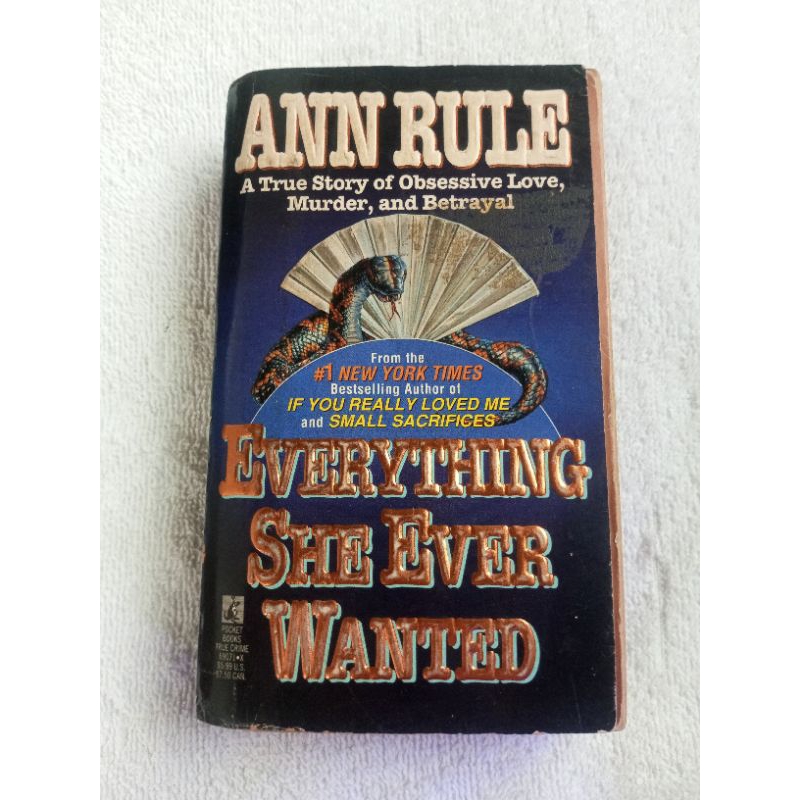 ANN RULE
A True Story of Obsessive Love,
Murder, and Betrayal
From the
#1 NEW YORK TIMES
Bestselling Author of
IF YOU REALLY LOVED ME
and SMALL SACRIFICES
EVERYTHING
SHE EVER
WANTED
POCKET
BOOKS
TRUE CRIME
U.S.
CAN.